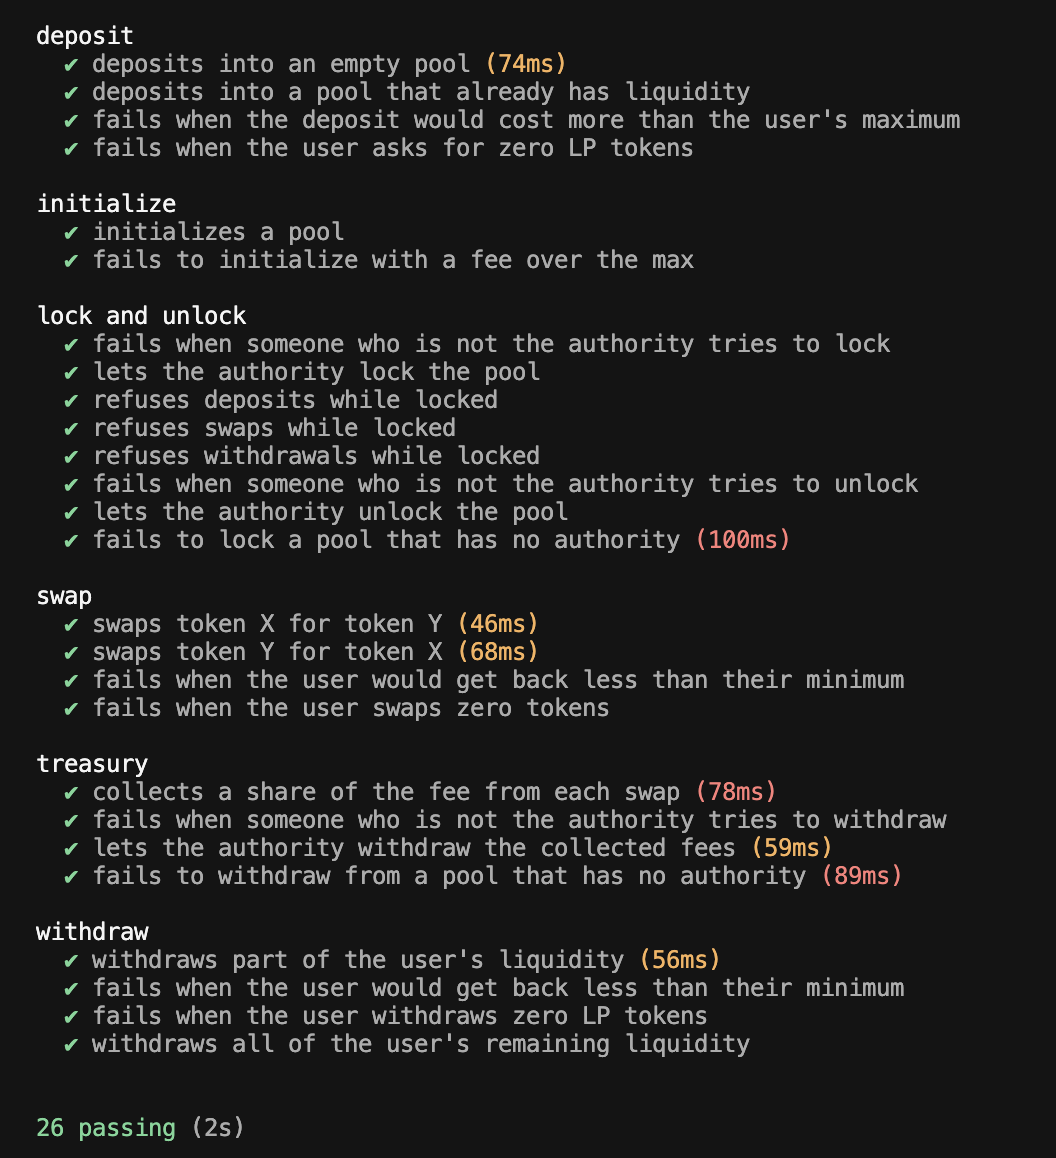 deposit
✔ deposits into an empty pool (74ms)
✔ deposits into a pool that already has liquidity
✔ fails when the deposit would cost more than the user's maximum
✔ fails when the user asks for zero LP tokens
initialize
✔ initializes a pool
✔ fails to initialize with a fee over the max
lock and unlock
✔ fails when someone who is not the authority tries to lock
✔ lets the authority lock the pool
✔ refuses deposits while locked
✔ refuses swaps while locked
✔ refuses withdrawals while locked
✔ fails when someone who is not the authority tries to unlock
✔ lets the authority unlock the pool
✔ fails to lock a pool that has no authority (100ms)
swap
✔ swaps token X for token Y (46ms)
✔ swaps token Y for token X (68ms)
✔ fails when the user would get back less than their minimum
✔ fails when the user swaps zero tokens
treasury
✔ collects a share of the fee from each swap (78ms)
✔ fails when someone who is not the authority tries to withdraw
✔ lets the authority withdraw the collected fees (59ms)
✔ fails to withdraw from a pool that has no authority (89ms)
withdraw
✔ withdraws part of the user's liquidity (56ms)
✔ fails when the user would get back less than their minimum
✔ fails when the user withdraws zero LP tokens
✔ withdraws all of the user's remaining liquidity
26 passing (2s)